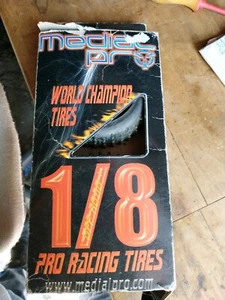 medial
pro
WORLD CHAMPION
TIRES
1/8
PRO RACING TIRES
www.medialpro.com